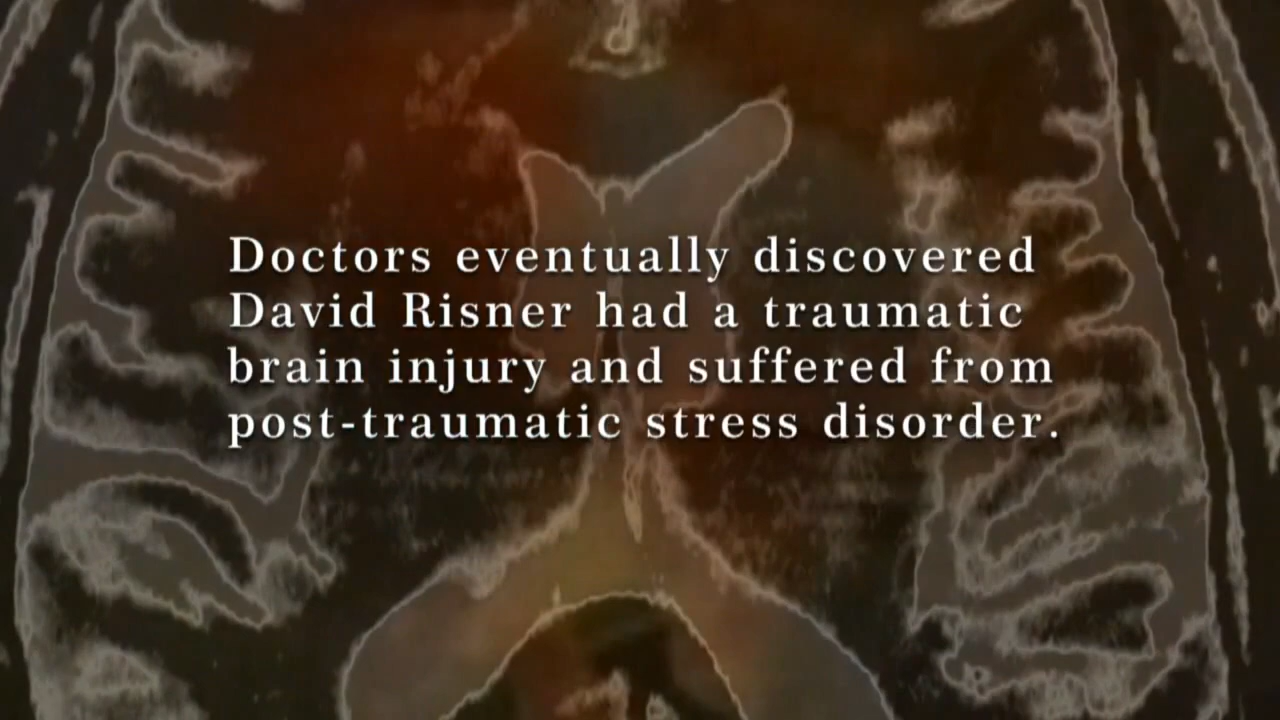 Doctors eventually discovered
David Risner had a traumatic
brain injury and suffered from
post-traumatic stress disorder.